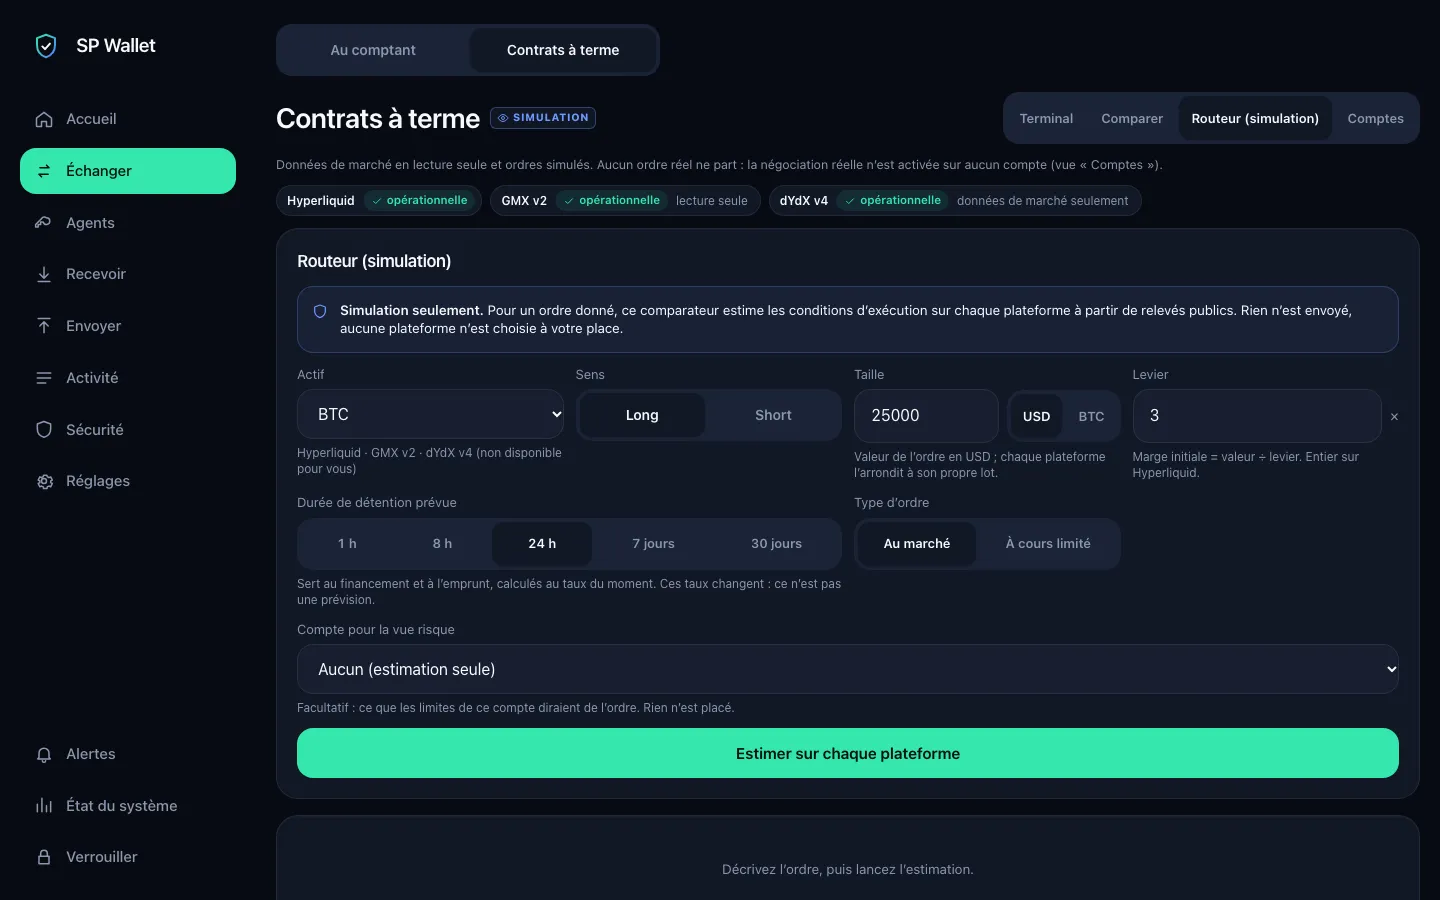 SP Wallet
Accueil
Échanger
Agents
Recevoir
Envoyer
Activité
Sécurité
Réglages
Alertes
État du système
Verrouiller
Au comptant
Contrats à terme
Contrats à terme
SIMULATION
Terminal
Comparer
Routeur (simulation)
Comptes
Données de marché en lecture seule et ordres simulés. Aucun ordre réel ne part : la négociation réelle n'est activée sur aucun compte (vue « Comptes »).
Hyperliquid ✓ opérationnelle
GMX v2 ✓ opérationnelle lecture seule
dYdX v4 ✓ opérationnelle données de marché seulement
Routeur (simulation)
Simulation seulement. Pour un ordre donné, ce comparateur estime les conditions d'exécution sur chaque plateforme à partir de relevés publics. Rien n'est envoyé,
aucune plateforme n'est choisie à votre place.
Actif
BTC
Hyperliquid · GMX v2 · dYdX v4 (non disponible
pour vous)
Sens
Long
Short
Taille
25000
USD
BTC
Valeur de l'ordre en USD ; chaque plateforme
l'arrondit à son propre lot.
Levier
3
×
Marge initiale = valeur ÷ levier. Entier sur
Hyperliquid.
Durée de détention prévue
1 h
8 h
24 h
7 jours
30 jours
Sert au financement et à l'emprunt, calculés au taux du moment. Ces taux changent : ce n'est pas
une prévision.
Type d'ordre
Au marché
À cours limité
Compte pour la vue risque
Aucun (estimation seule)
Facultatif : ce que les limites de ce compte diraient de l'ordre. Rien n'est placé.
Estimer sur chaque plateforme
Décrivez l'ordre, puis lancez l'estimation.